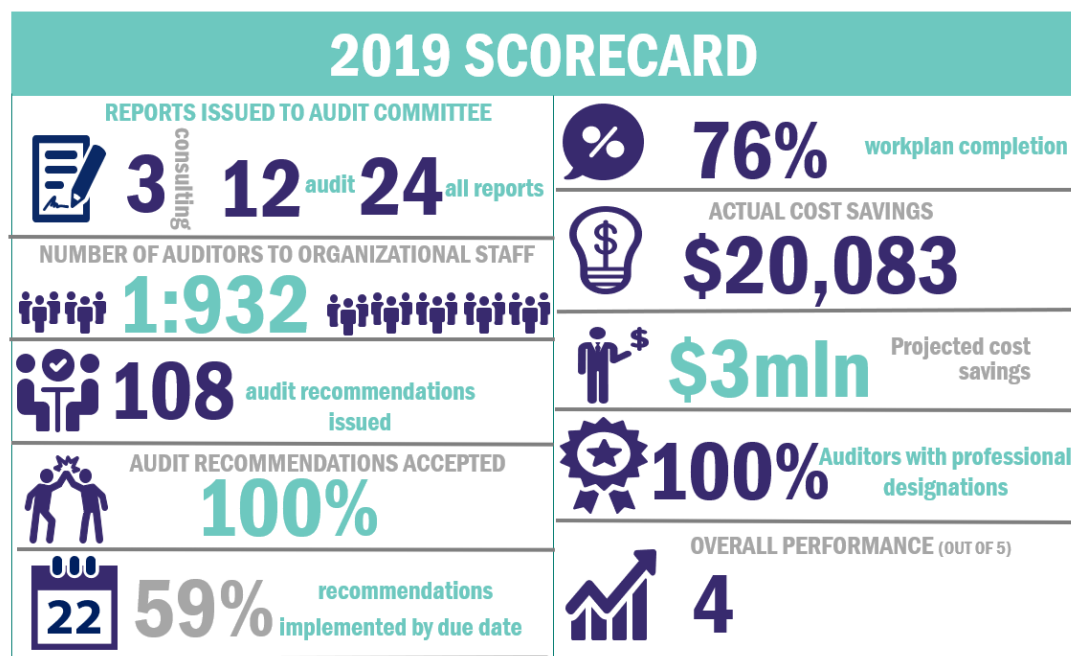 2019 SCORECARD
REPORTS ISSUED TO AUDIT COMMITTEE
3 consulting 12 audit 24 all reports
NUMBER OF AUDITORS TO ORGANIZATIONAL STAFF
1:932
108 audit recommendations
issued
AUDIT RECOMMENDATIONS ACCEPTED
100%
22
59% recommendations
implemented by due date
% 76% workplan completion
ACTUAL COST SAVINGS
$ $20,083
$ $3mln Projected cost
savings
100% Auditors with professional
designations
OVERALL PERFORMANCE (OUT OF 5)
4